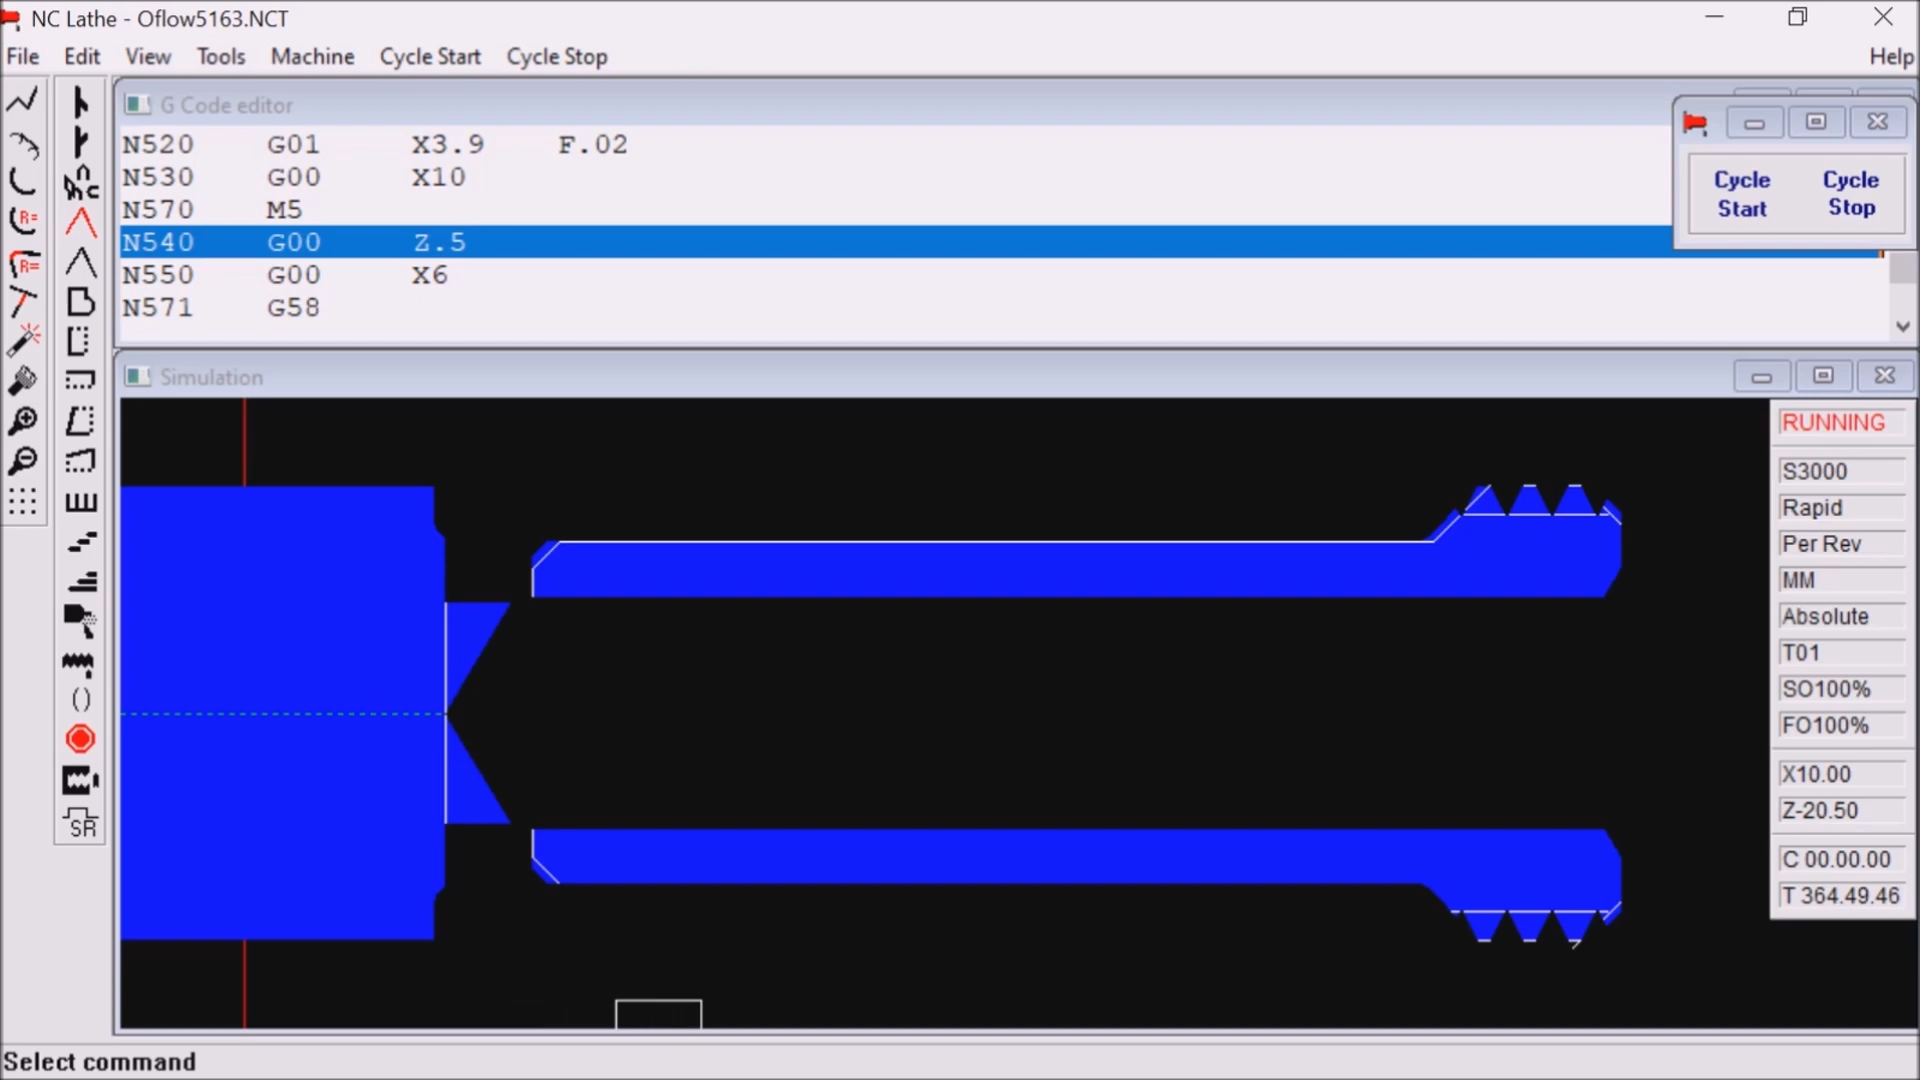 NC Lathe - Oflow5163.NCT
File Edit View Tools Machine Cycle Start Cycle Stop Help
G Code editor
N520 G01 X3.9 F.02
N530 G00 X10
N570 M5
N540 G00 Z.5
N550 G00 X6
N571 G58
Cycle Start
Cycle Stop
R=
R=
( )
SR
Simulation
RUNNING
S3000
Rapid
Per Rev
MM
Absolute
T01
SO100%
FO100%
X10.00
Z-20.50
C 00.00.00
T 364.49.46
Select command